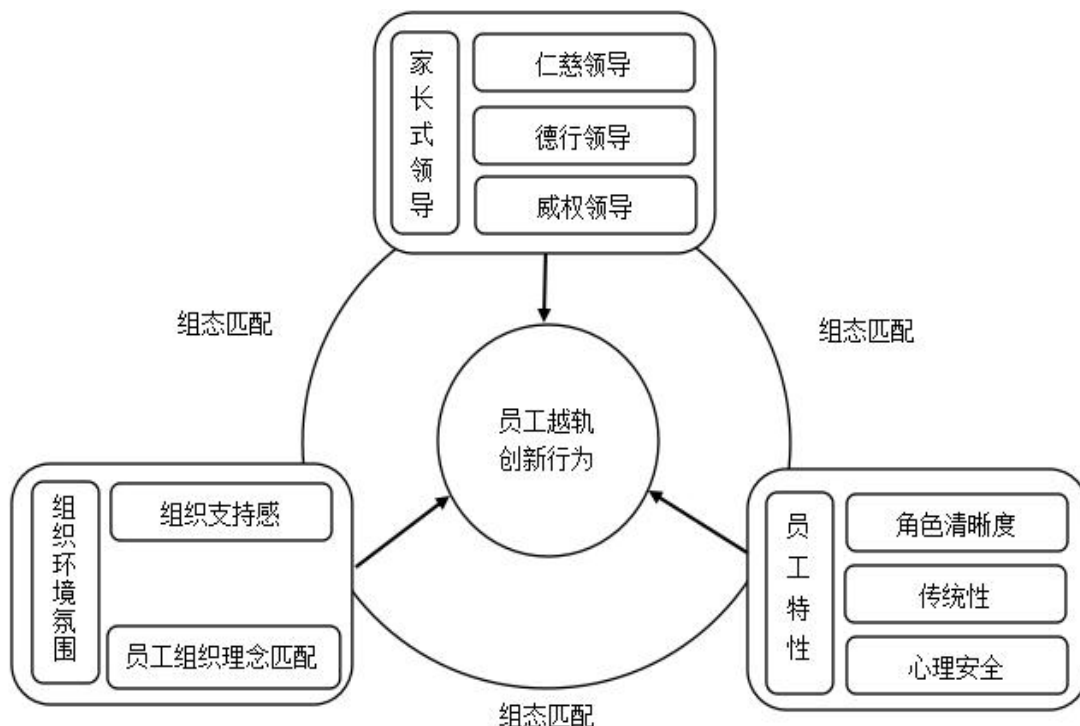 家长式领导
仁慈领导
德行领导
威权领导
组态匹配
组态匹配
员工越轨
创新行为
组织环境氛围
组织支持感
员工组织理念匹配
员工特性
角色清晰度
传统性
心理安全
组态匹配